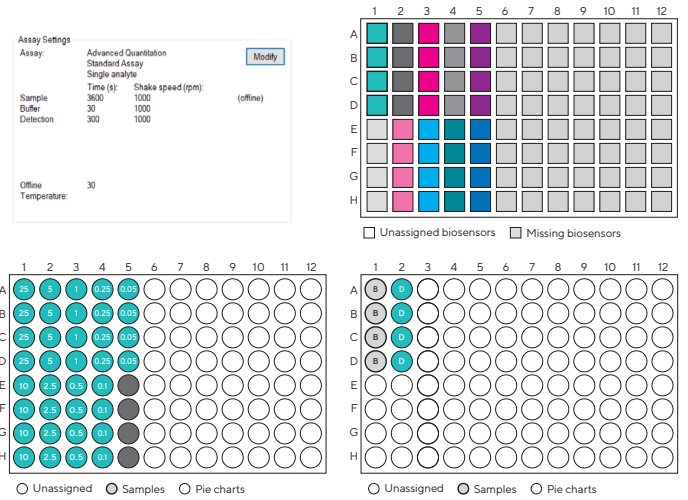 Assay Settings
Assay: Advanced Quantitation Modify
Standard Assay
Single analyte
Time (s): Shake speed (rpm):
Sample 3600 1000 (offline)
Buffer 30 1000
Detection 300 1000
Offline 30
Temperature:
1 2 3 4 5 6 7 8 9 10 11 12
A
B
C
D
E
F
G
H
Unassigned biosensors Missing biosensors
1 2 3 4 5 6 7 8 9 10 11 12
A 25 5 1 0.25 0.05
B 25 5 1 0.25 0.05
C 25 5 1 0.25 0.05
D 25 5 1 0.25 0.05
E 10 2.5 0.5 0.1
F 10 2.5 0.5 0.1
G 10 2.5 0.5 0.1
H 10 2.5 0.5 0.1
Unassigned Samples Pie charts
1 2 3 4 5 6 7 8 9 10 11 12
A B D
B B D
C B D
D B D
E
F
G
H
Unassigned Samples Pie charts